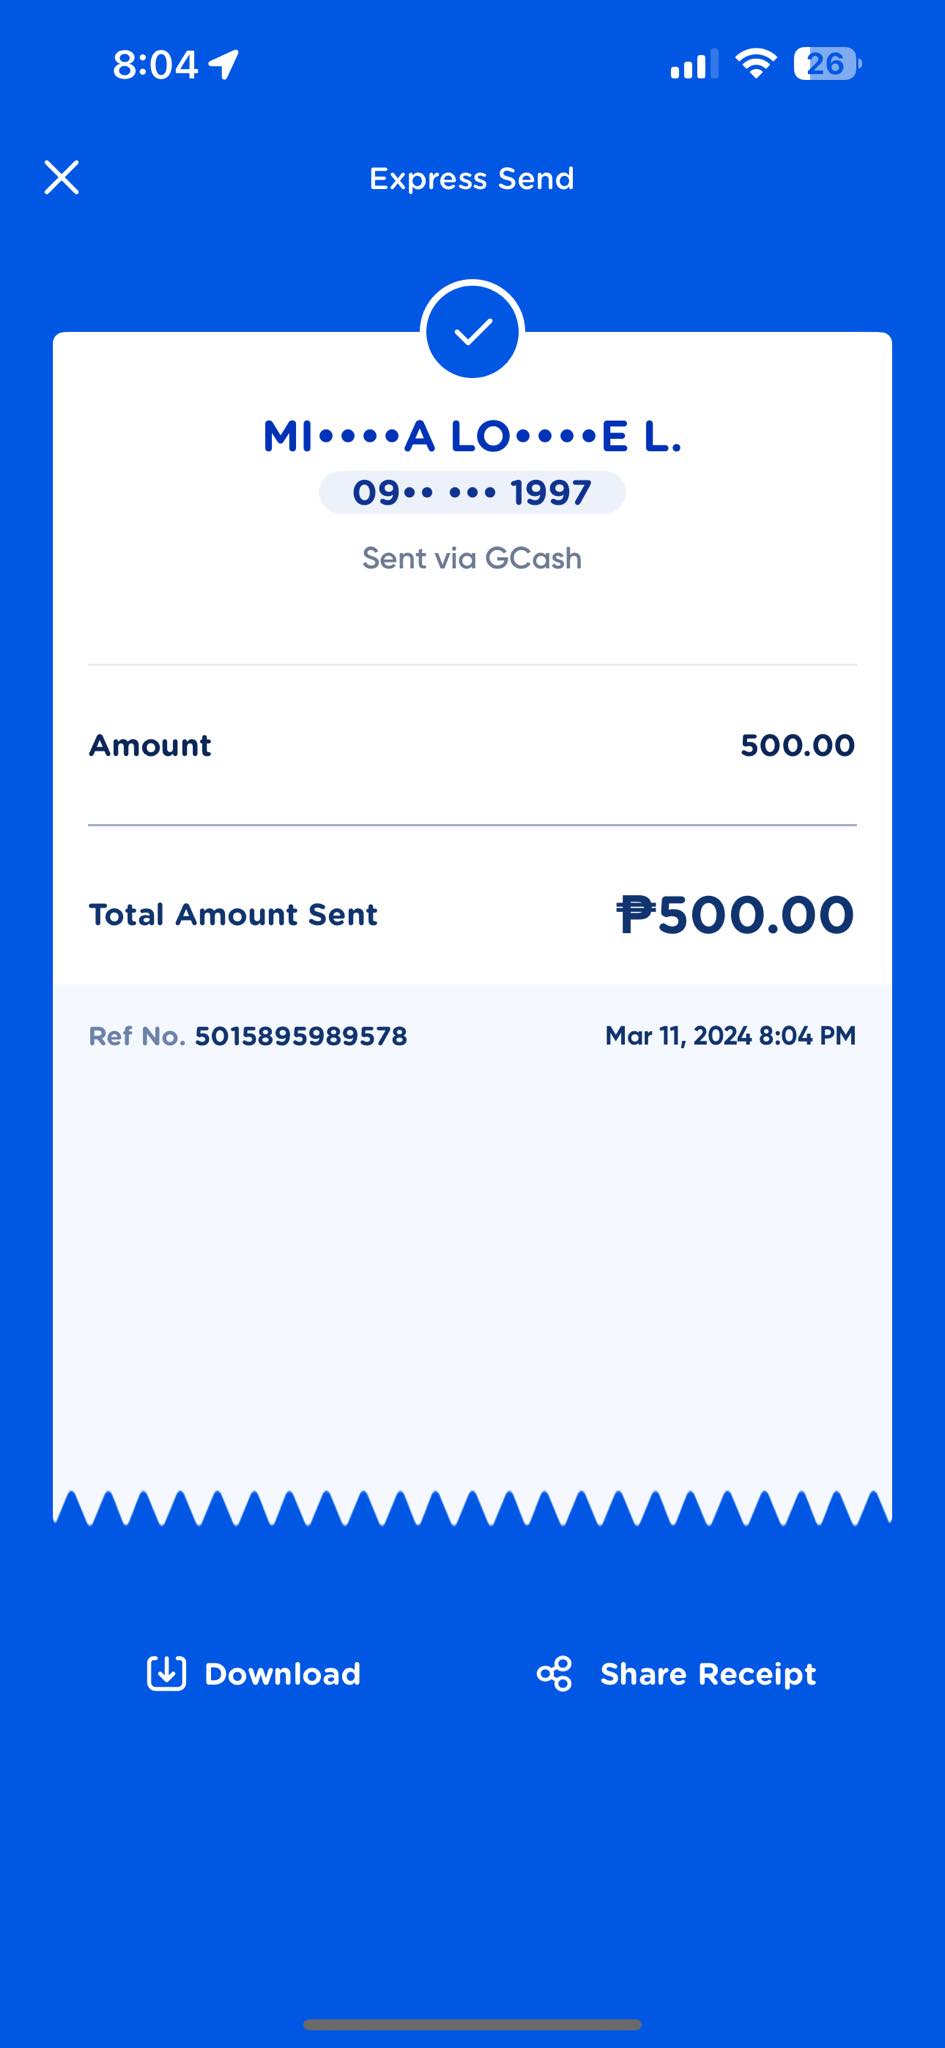 8:04
26
Express Send
MI••••A LO••••E L.
09•• ••• 1997
Sent via GCash
Amount 500.00
Total Amount Sent ₱500.00
Ref No. 5015895989578 Mar 11, 2024 8:04 PM
Download Share Receipt